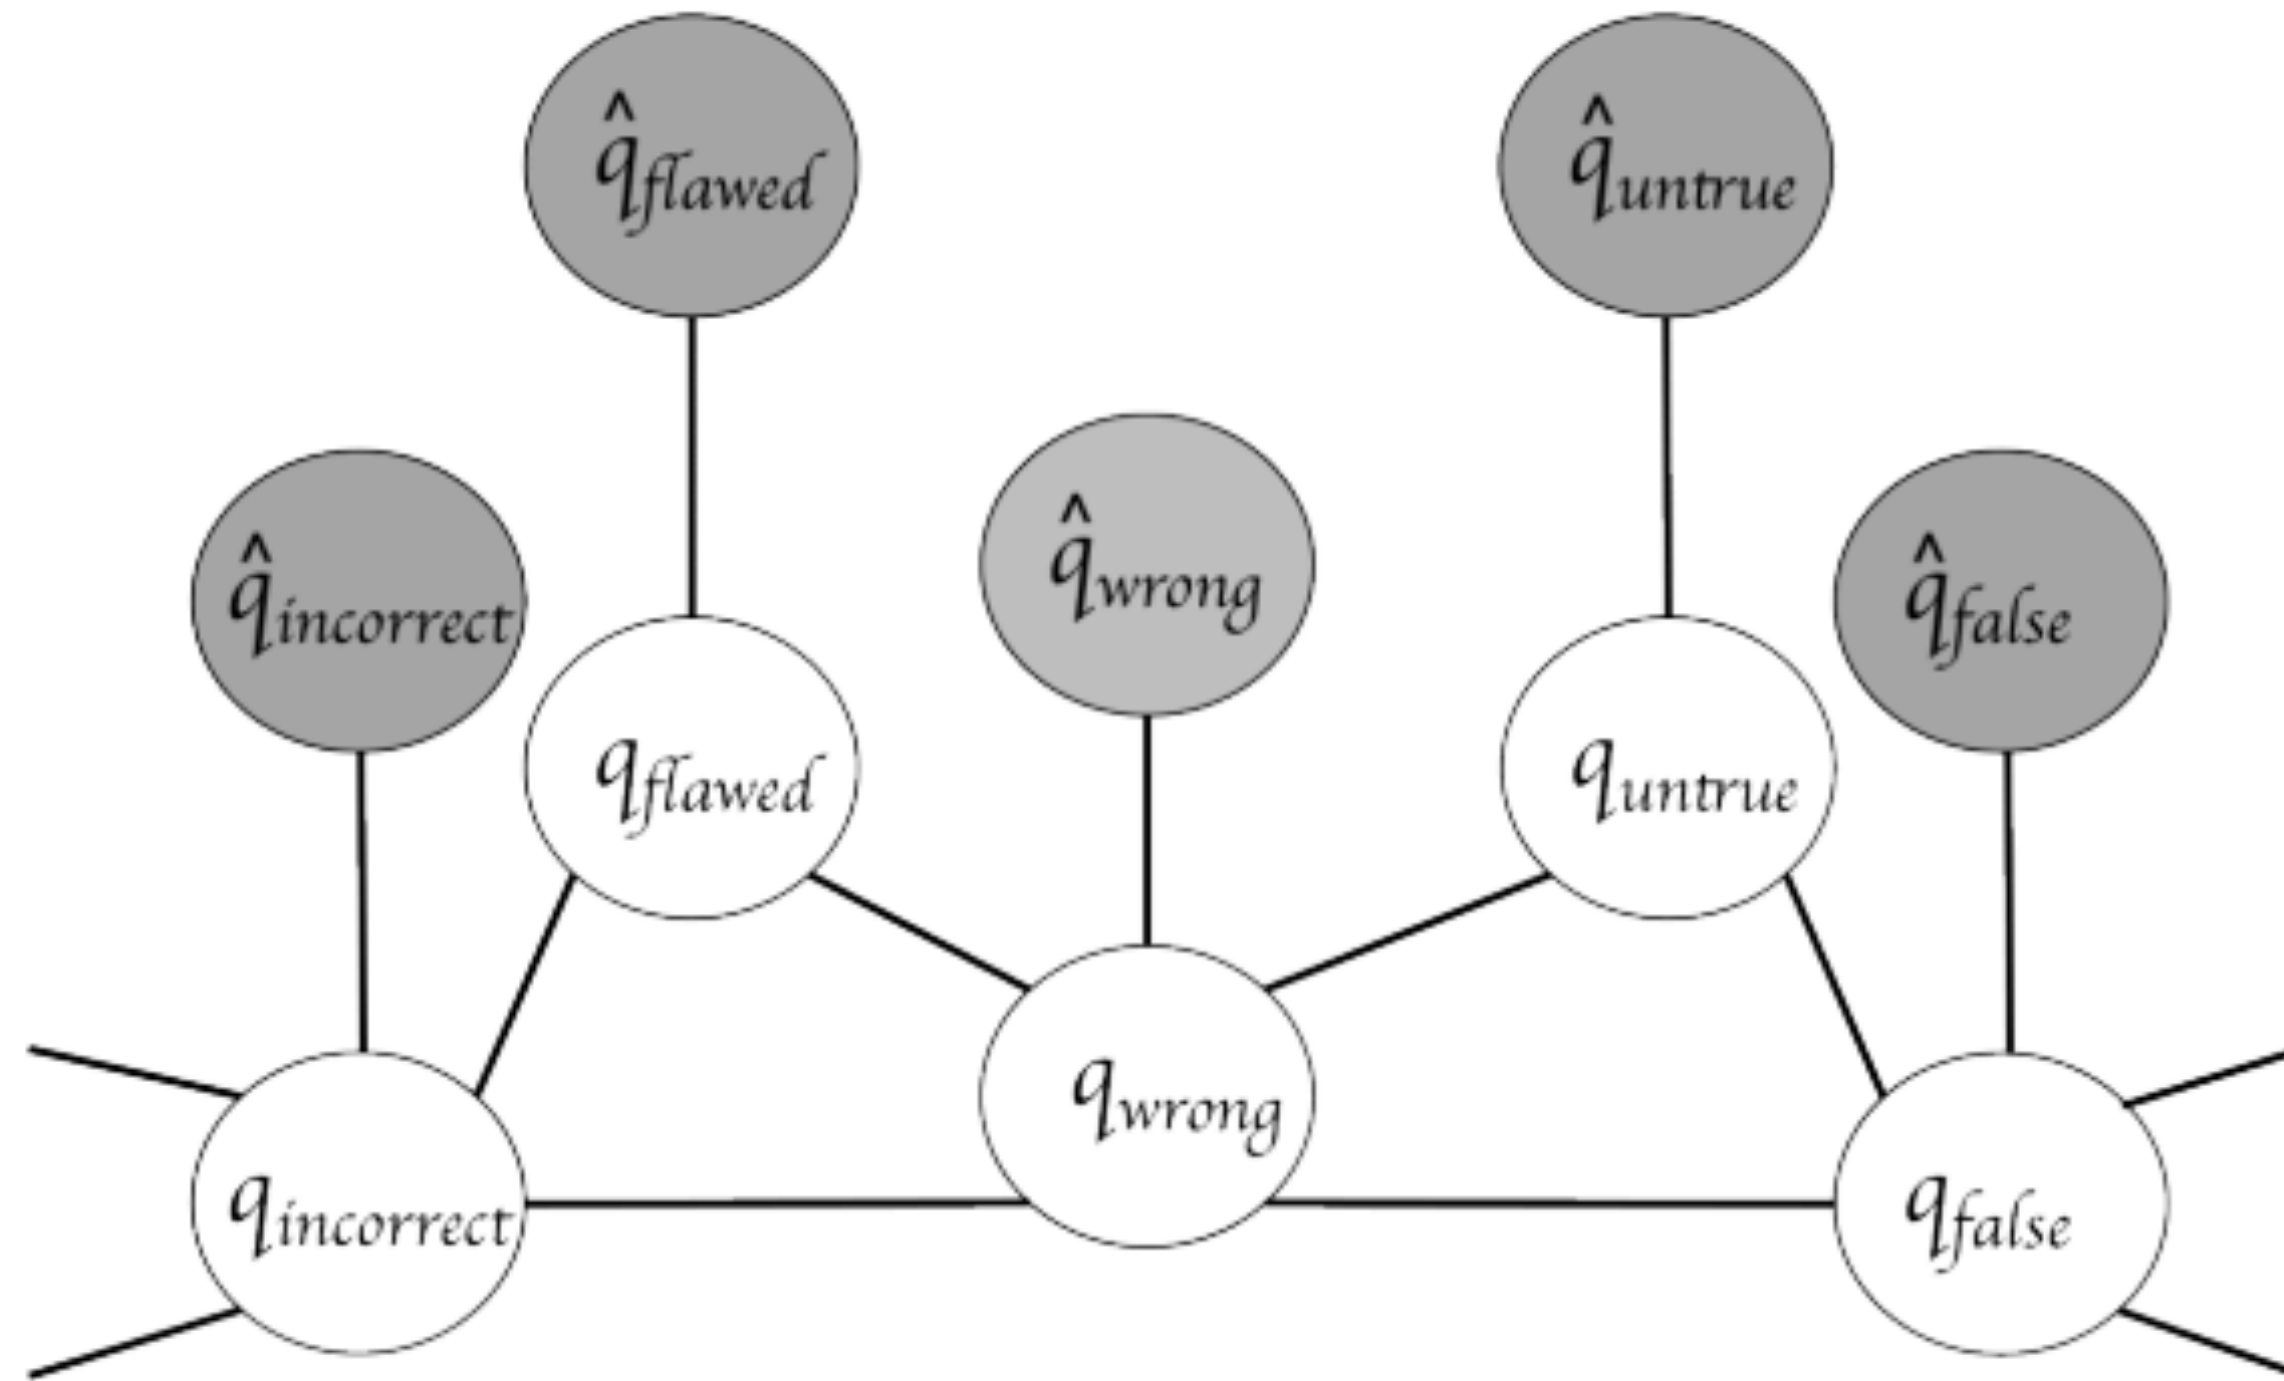 q̂flawed
q̂untrue
q̂incorrect
q̂wrong
q̂false
qflawed
quntrue
qwrong
qincorrect
qfalse